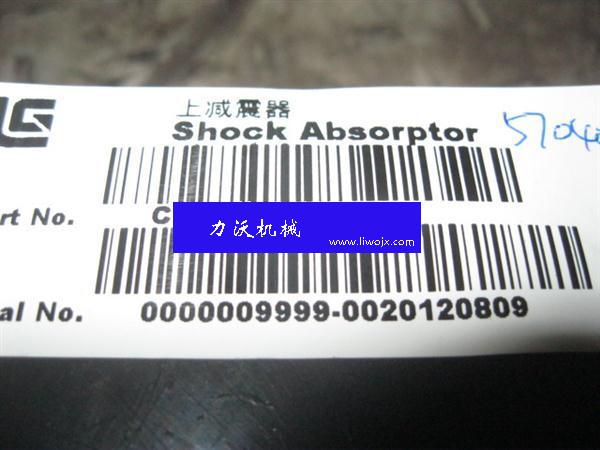 上减震器
Shock Absorptor
rt No. C
力沃机械
www.liwojx.com
al No. 0000009999-0020120809